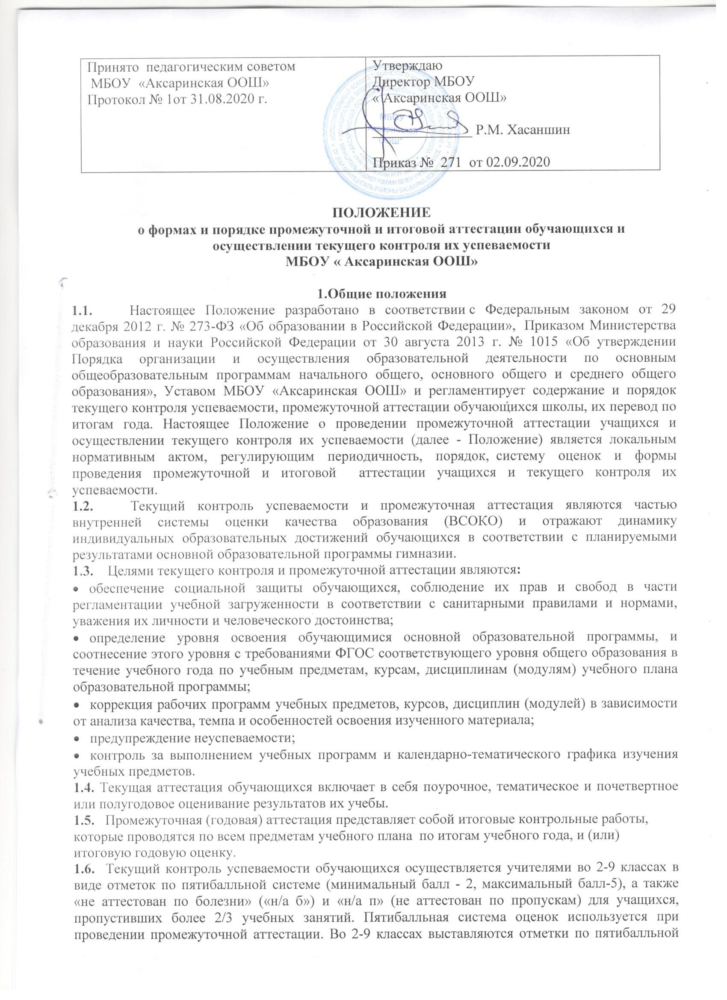 Принято педагогическим советом
МБОУ «Аксаринская ООШ»
Протокол № 1от 31.08.2020 г.
Утверждаю
Директор МБОУ
« Аксаринская ООШ»
Р.М. Хасаншин
Приказ № 271 от 02.09.2020
МБОУ
"Аксаринская
ООШ"
ПОЛОЖЕНИЕ
о формах и порядке промежуточной и итоговой аттестации обучающихся и
осуществлении текущего контроля их успеваемости
МБОУ « Аксаринская ООШ»
1.Общие положения
1.1. Настоящее Положение разработано в соответствии с Федеральным законом от 29
декабря 2012 г. № 273-ФЗ «Об образовании в Российской Федерации», Приказом Министерства
образования и науки Российской Федерации от 30 августа 2013 г. № 1015 «Об утверждении
Порядка организации и осуществления образовательной деятельности по основным
общеобразовательным программам начального общего, основного общего и среднего общего
образования», Уставом МБОУ «Аксаринская ООШ» и регламентирует содержание и порядок
текущего контроля успеваемости, промежуточной аттестации обучающихся школы, их перевод по
итогам года. Настоящее Положение о проведении промежуточной аттестации учащихся и
осуществлении текущего контроля их успеваемости (далее - Положение) является локальным
нормативным актом, регулирующим периодичность, порядок, систему оценок и формы
проведения промежуточной и итоговой аттестации учащихся и текущего контроля их
успеваемости.
1.2. Текущий контроль успеваемости и промежуточная аттестация являются частью
внутренней системы оценки качества образования (ВСОКО) и отражают динамику
индивидуальных образовательных достижений обучающихся в соответствии с планируемыми
результатами основной образовательной программы гимназии.
1.3. Целями текущего контроля и промежуточной аттестации являются:
• обеспечение социальной защиты обучающихся, соблюдение их прав и свобод в части
регламентации учебной загруженности в соответствии с санитарными правилами и нормами,
уважения их личности и человеческого достоинства;
• определение уровня освоения обучающимися основной образовательной программы, и
соотнесение этого уровня с требованиями ФГОС соответствующего уровня общего образования в
течение учебного года по учебным предметам, курсам, дисциплинам (модулям) учебного плана
образовательной программы;
• коррекция рабочих программ учебных предметов, курсов, дисциплин (модулей) в зависимости
от анализа качества, темпа и особенностей освоения изученного материала;
• предупреждение неуспеваемости;
• контроль за выполнением учебных программ и календарно-тематического графика изучения
учебных предметов.
1.4. Текущая аттестация обучающихся включает в себя поурочное, тематическое и почетвертное
или полугодовое оценивание результатов их учебы.
1.5. Промежуточная (годовая) аттестация представляет собой итоговые контрольные работы,
которые проводятся по всем предметам учебного плана по итогам учебного года, и (или)
итоговую годовую оценку.
1.6. Текущий контроль успеваемости обучающихся осуществляется учителями во 2-9 классах в
виде отметок по пятибалльной системе (минимальный балл - 2, максимальный балл-5), а также
«не аттестован по болезни» («н/а б») и «н/а п» (не аттестован по пропускам) для учащихся,
пропустивших более 2/3 учебных занятий. Пятибалльная система оценок используется при
проведении промежуточной аттестации. Во 2-9 классах выставляются отметки по пятибалльной